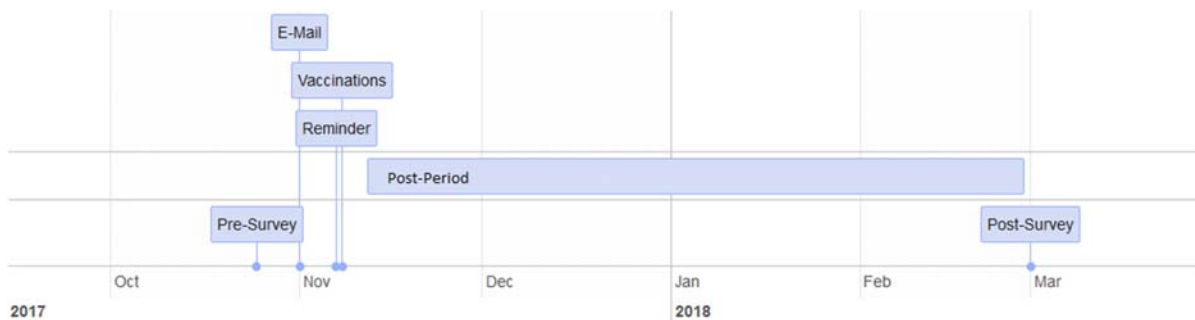 E-Mail
Vaccinations
Reminder
Post-Period
Pre-Survey
Post-Survey
Oct
Nov
Dec
Jan
Feb
Mar
2017
2018